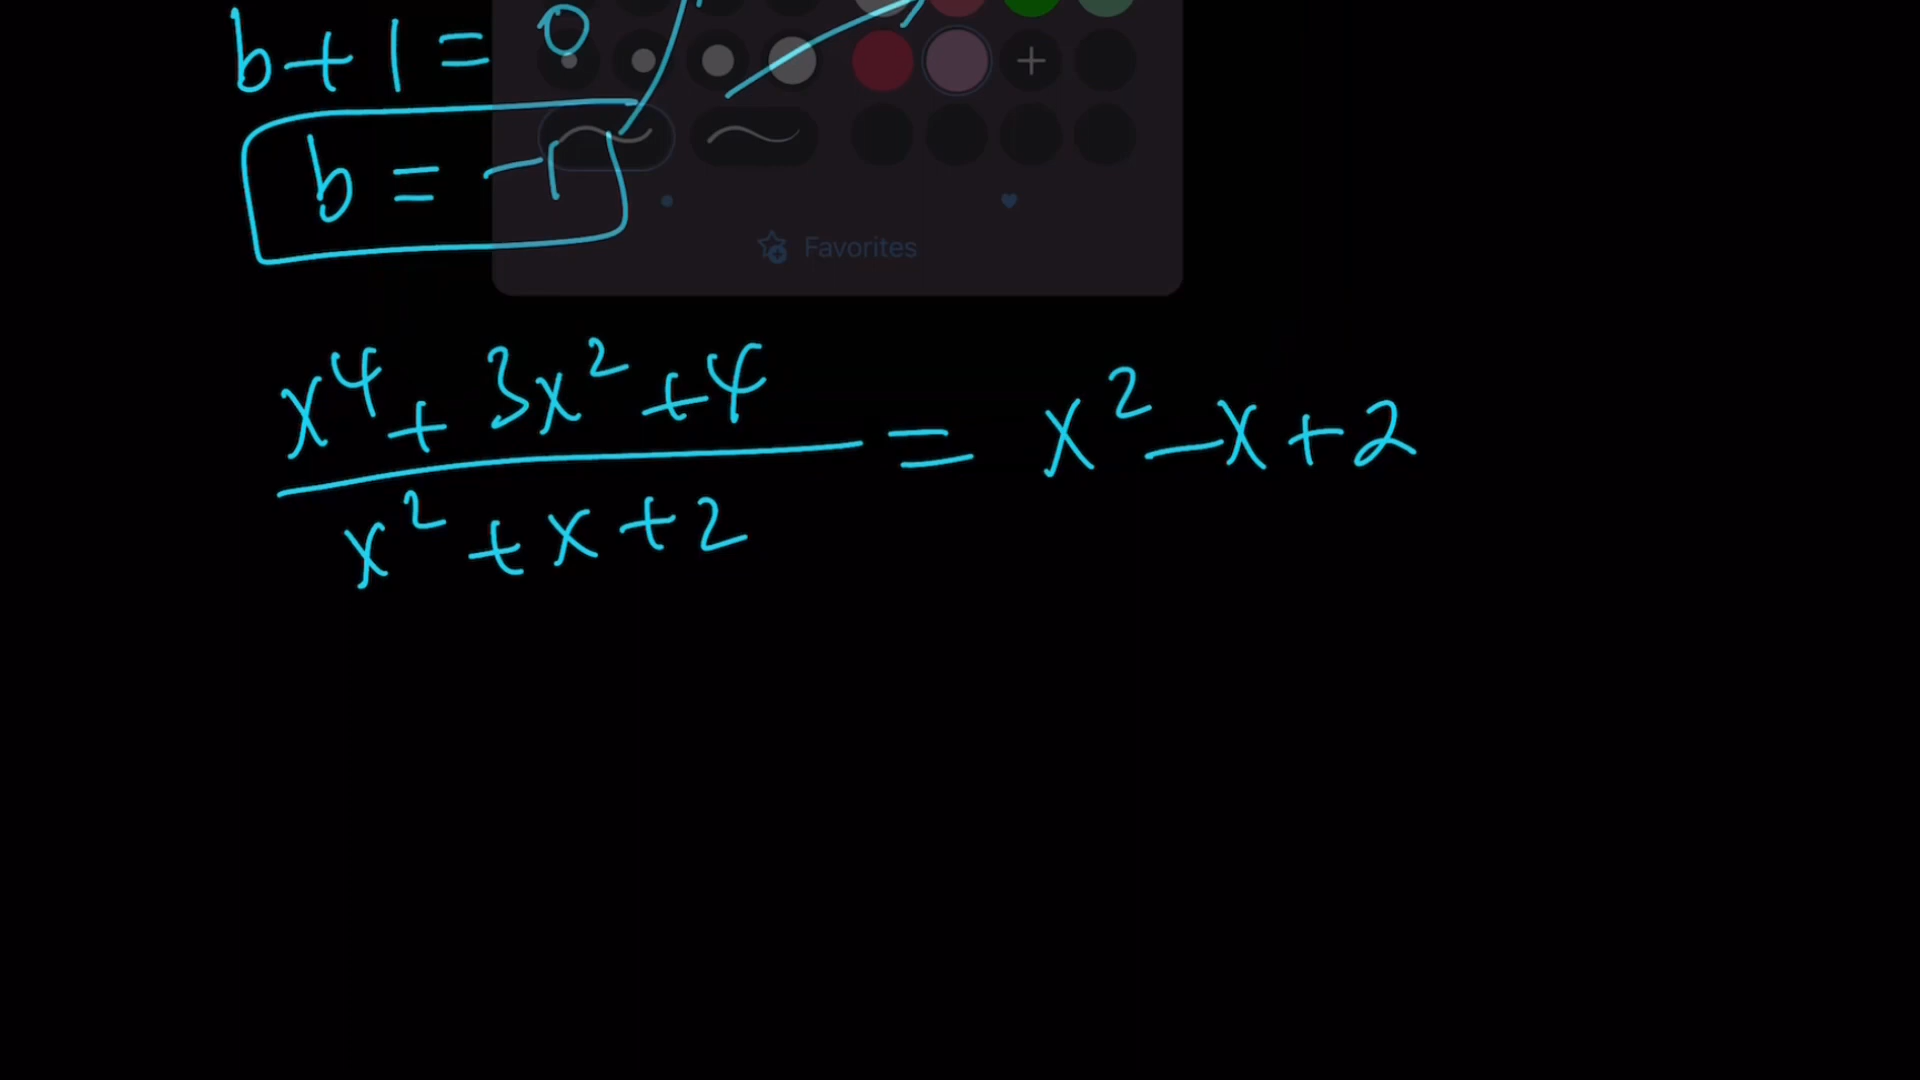 b+1=0
b = -1
Favorites
x⁴+3x²+4
――――― = x²-x+2
x²+x+2